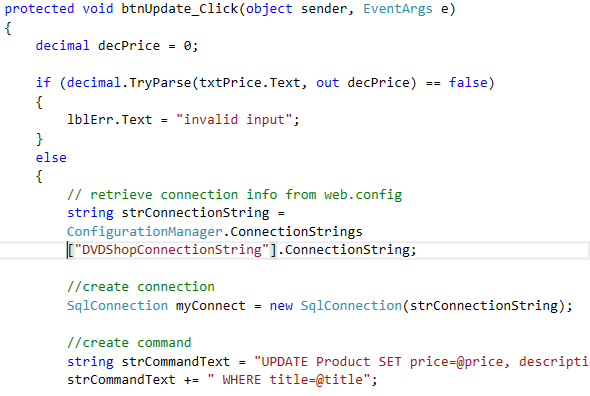 protected void btnUpdate_Click(object sender, EventArgs e)
{
decimal decPrice = 0;
if (decimal.TryParse(txtPrice.Text, out decPrice) == false)
{
lblErr.Text = "invalid input";
}
else
{
// retrieve connection info from web.config
string strConnectionString =
ConfigurationManager.ConnectionStrings
["DVDShopConnectionString"].ConnectionString;
//create connection
SqlConnection myConnect = new SqlConnection(strConnectionString);
//create command
string strCommandText = "UPDATE Product SET price=@price, descripti
strCommandText += " WHERE title=@title";